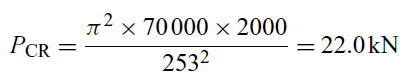 P_CR = π² × 70 000 × 2000 / 253² = 22.0 kN